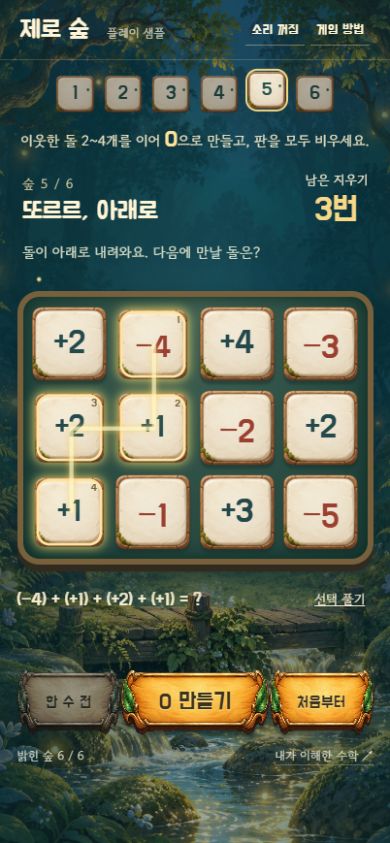 제로 숲 플레이 샘플 소리 꺼짐 게임 방법
1 2 3 4 5 6
이웃한 돌 2~4개를 이어 0으로 만들고, 판을 모두 비우세요.
숲 5 / 6 남은 지우기
또르르, 아래로 3번
돌이 아래로 내려와요. 다음에 만날 돌은?
+2 −4 1 +4 −3
+2 3 +1 2 −2 +2
+1 4 −1 +3 −5
(−4) + (+1) + (+2) + (+1) = ? 선택 풀기
한 수 전 0 만들기 처음부터
밝힌 숲 6 / 6 내가 이해한 수학 ↗